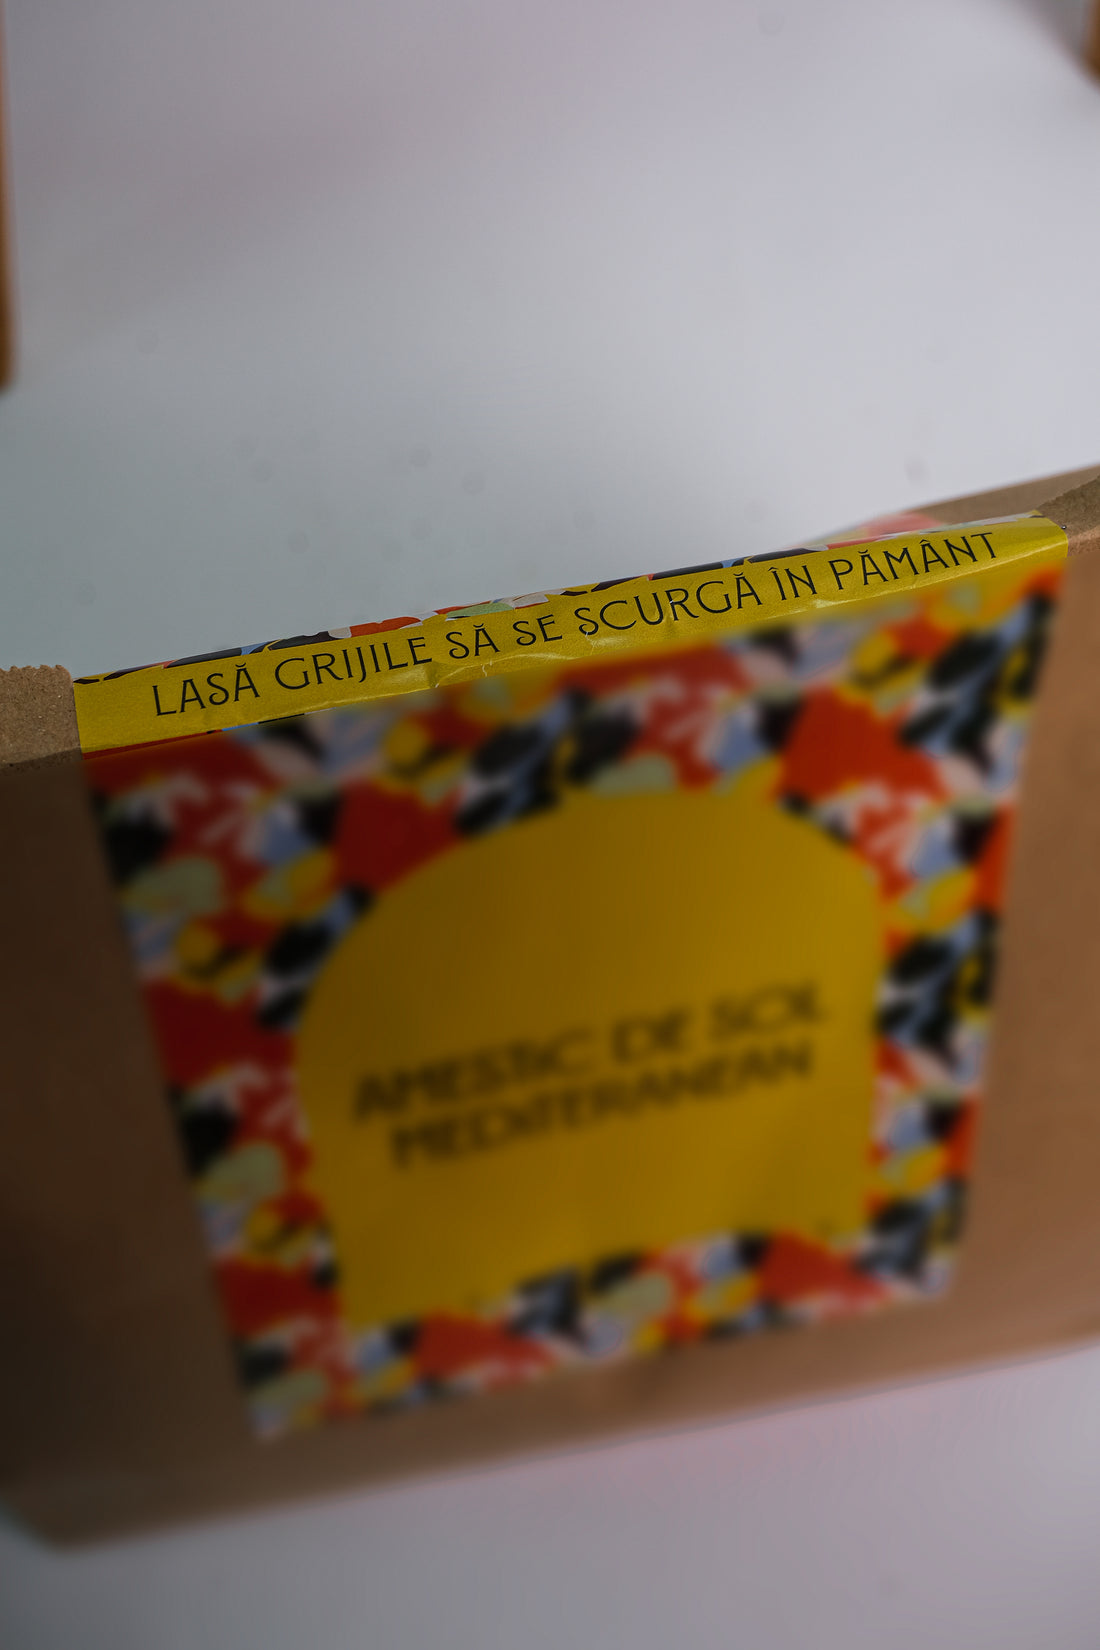 LASĂ GRIJILE SĂ SE SCURGĂ ÎN PĂMÂNT
AMESTEC DE SOL
MEDITERANEAN